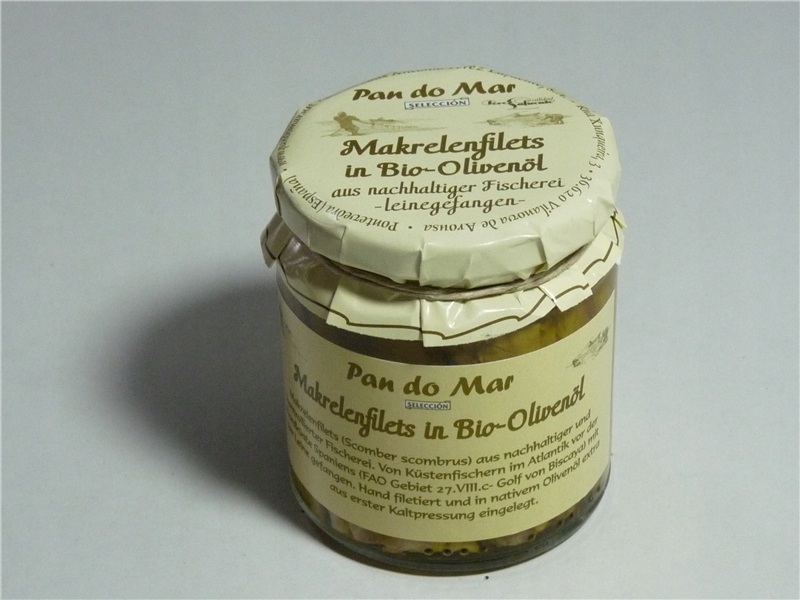 Pan do Mar
SELECCIÓN
Makrelenfilets
in Bio-Olivenöl
aus nachhaltiger Fischerei
-leinegefangen-
3 • 36.620 Vilanova de Arousa • Pontevedra (España) •
Pan do Mar
SELECCIÓN
Makrelenfilets in Bio-Olivenöl
Makrelenfilets (Scomber scombrus) aus nachhaltiger und
Fischerei. Von Küstenfischern im Atlantik vor der
Spaniens (FAO Gebiet 27.VIII.c- Golf von Biscaya) mit
gefangen. Hand filetiert und in nativem Olivenöl extra
aus erster Kaltpressung eingelegt.